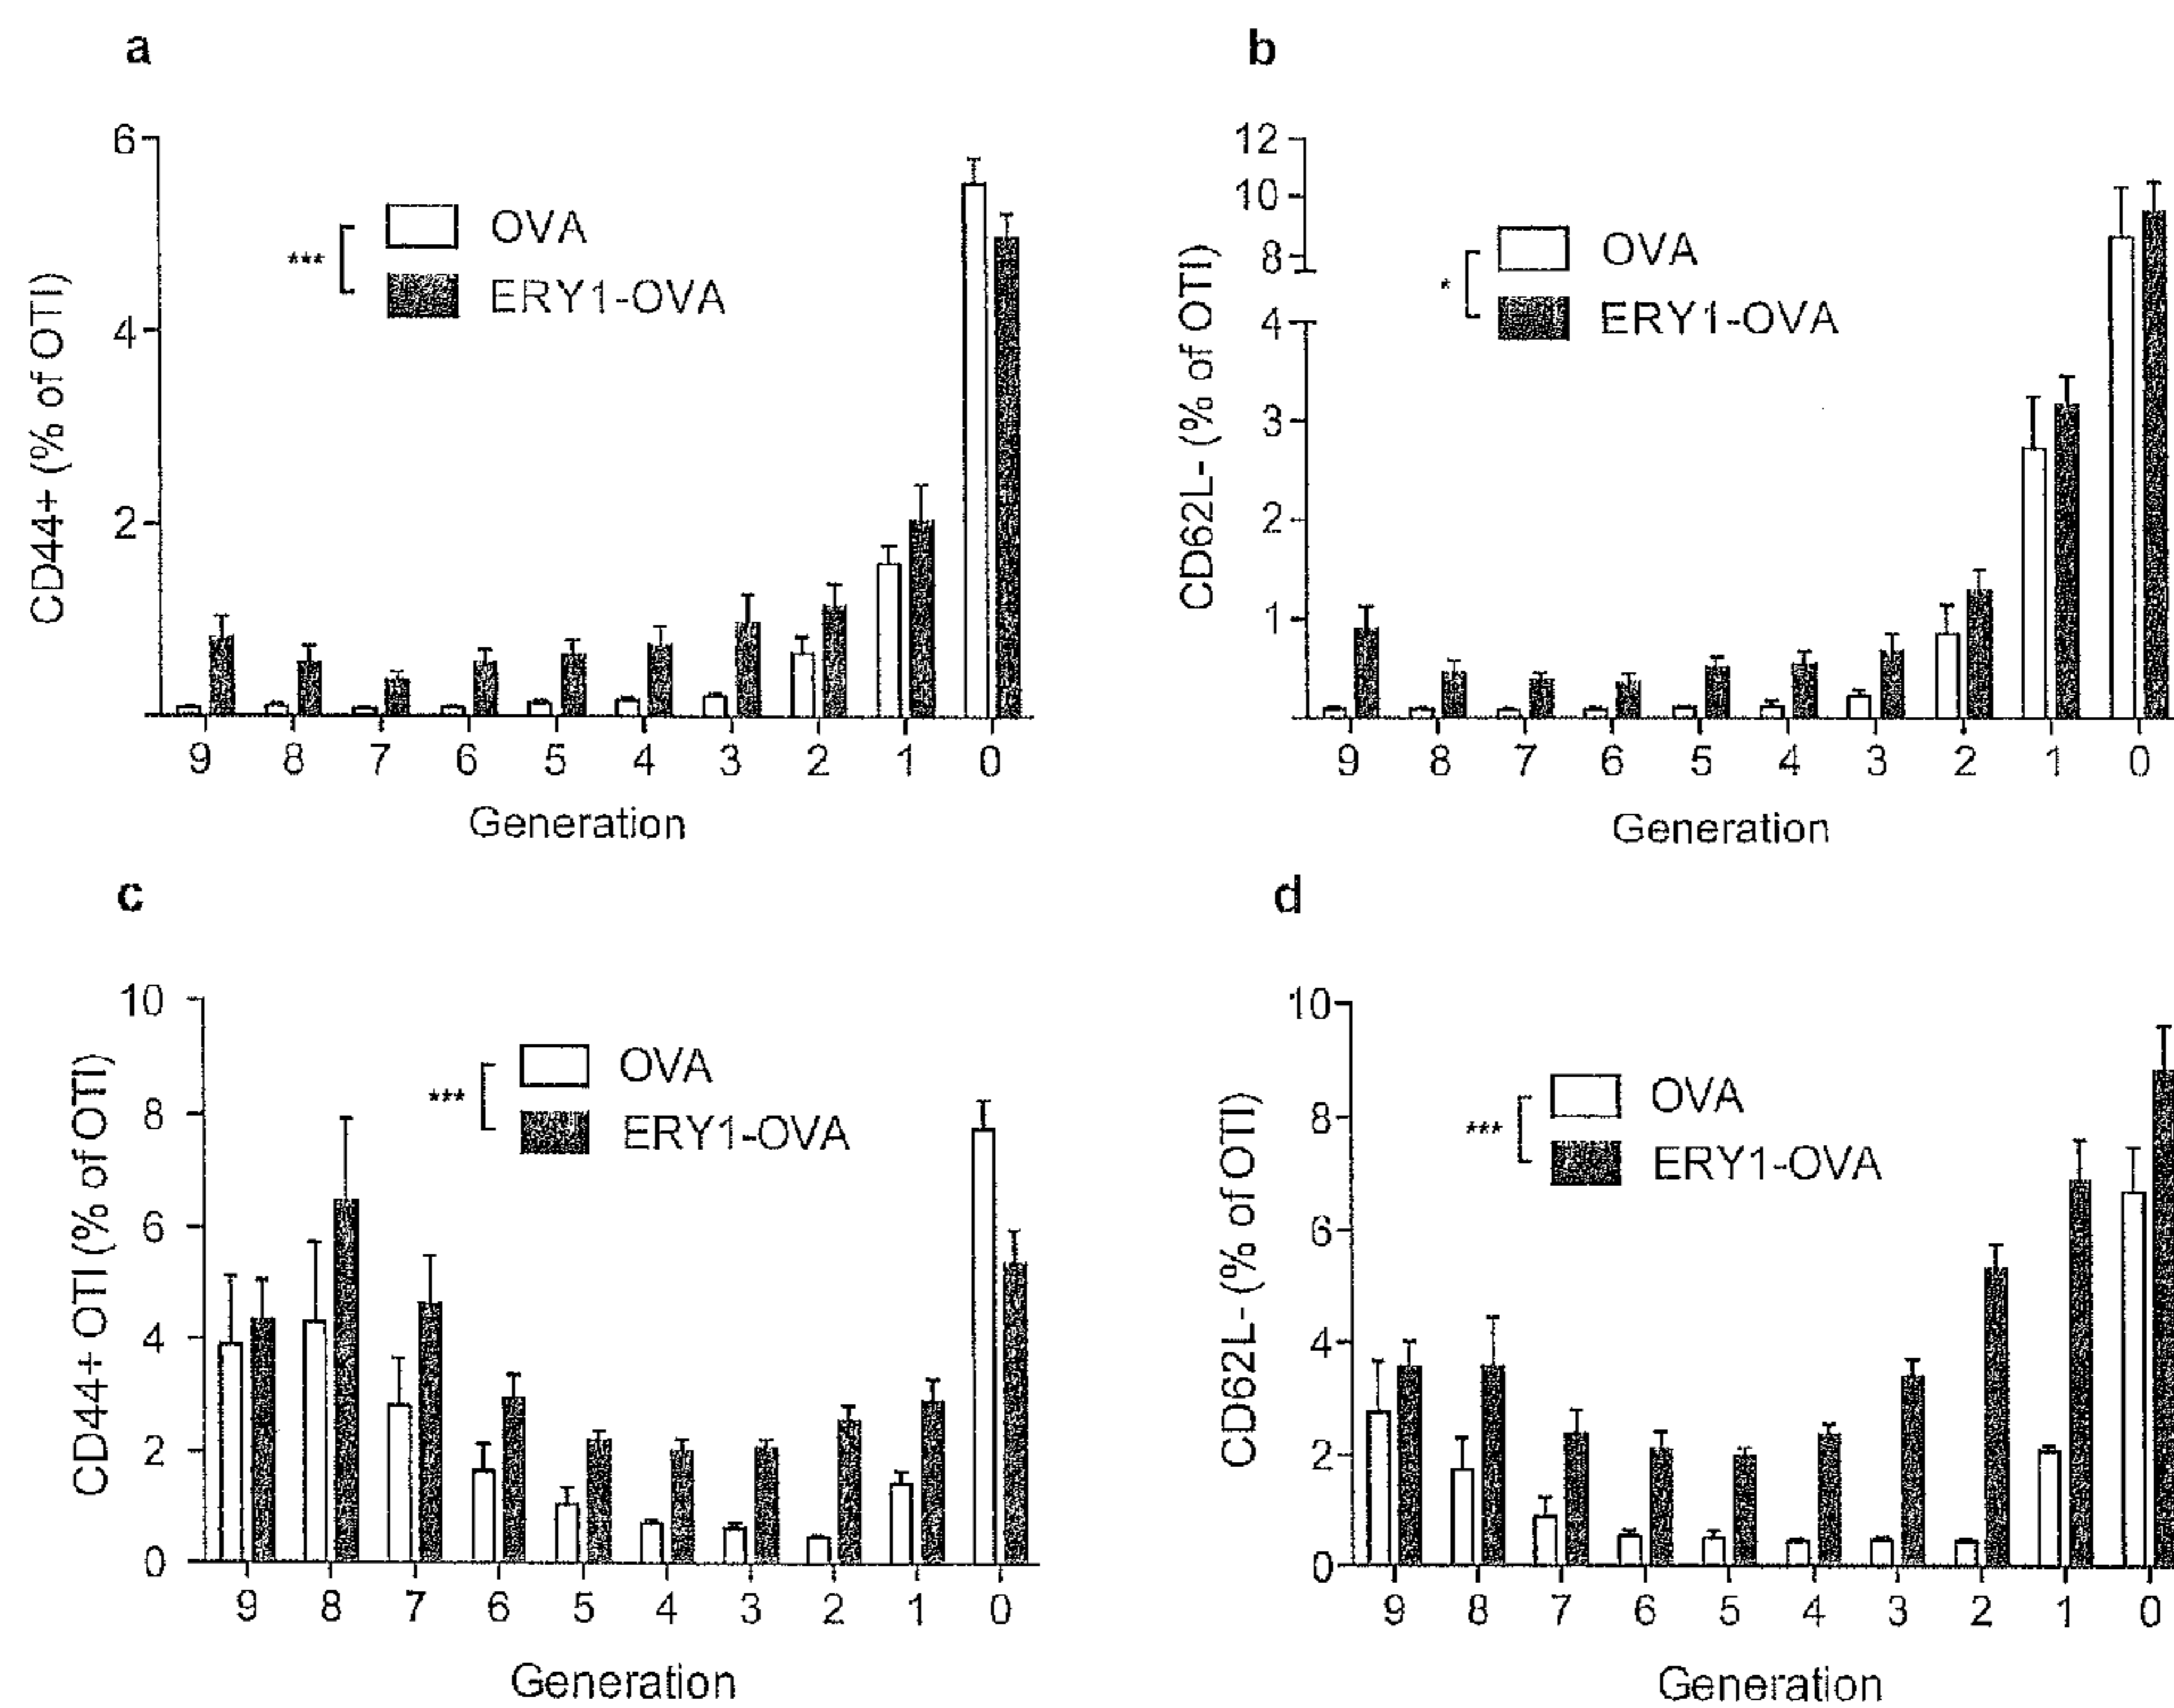 a
6
4
2
CD44+ (% of OTI)
***
OVA
ERY1-OVA
9 8 7 6 5 4 3 2 1 0
Generation
b
12
10
8
4
3
2
1
CD62L- (% of OTI)
*
OVA
ERY1-OVA
9 8 7 6 5 4 3 2 1 0
Generation
c
10
8
6
4
2
0
CD44+ OTI (% of OTI)
***
OVA
ERY1-OVA
9 8 7 6 5 4 3 2 1 0
Generation
d
10
8
6
4
2
0
CD62L- (% of OTI)
***
OVA
ERY1-OVA
9 8 7 6 5 4 3 2 1 0
Generation